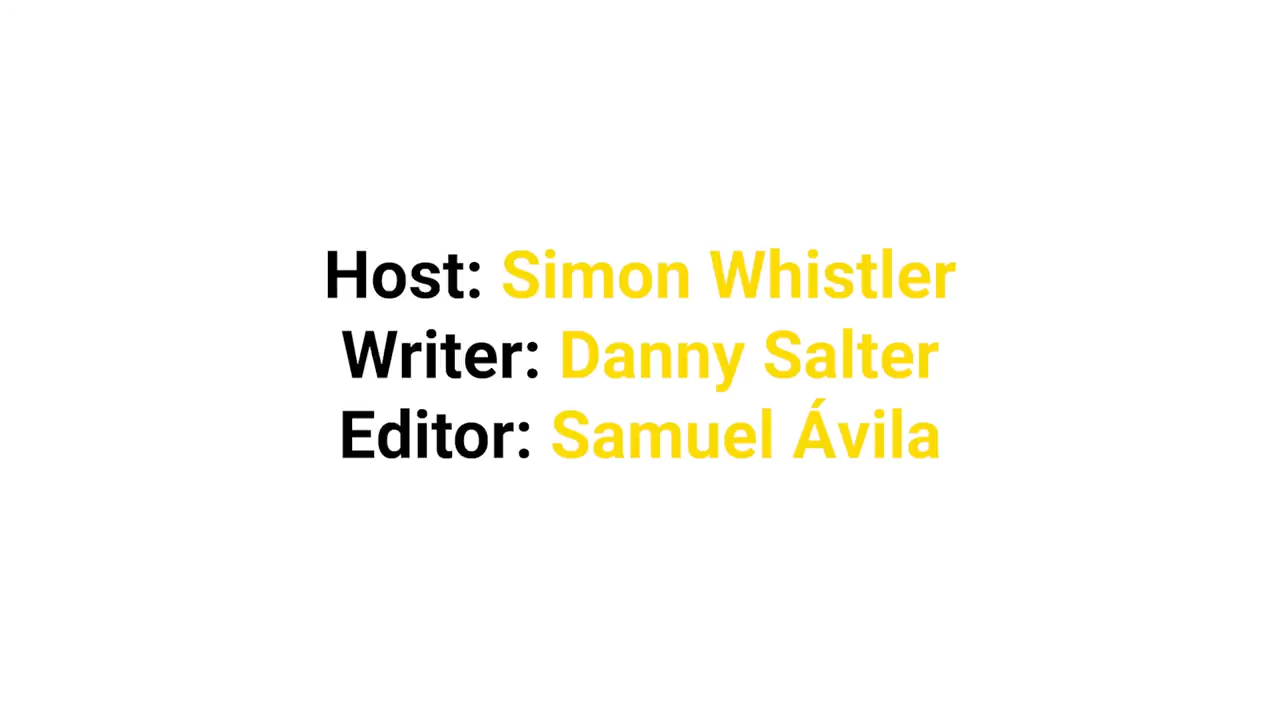 Host: Simon Whistler
Writer: Danny Salter
Editor: Samuel Ávila